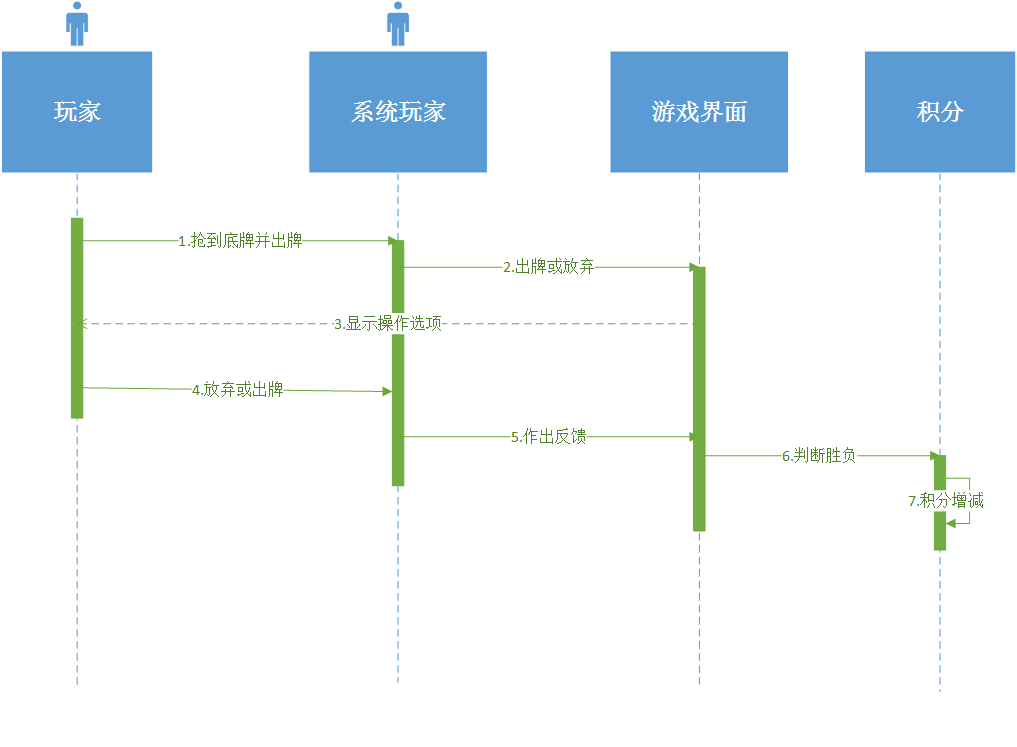 玩家
系统玩家
游戏界面
积分
1.抢到底牌并出牌
2.出牌或放弃
3.显示操作选项
4.放弃或出牌
5.作出反馈
6.判断胜负
7.积分增减